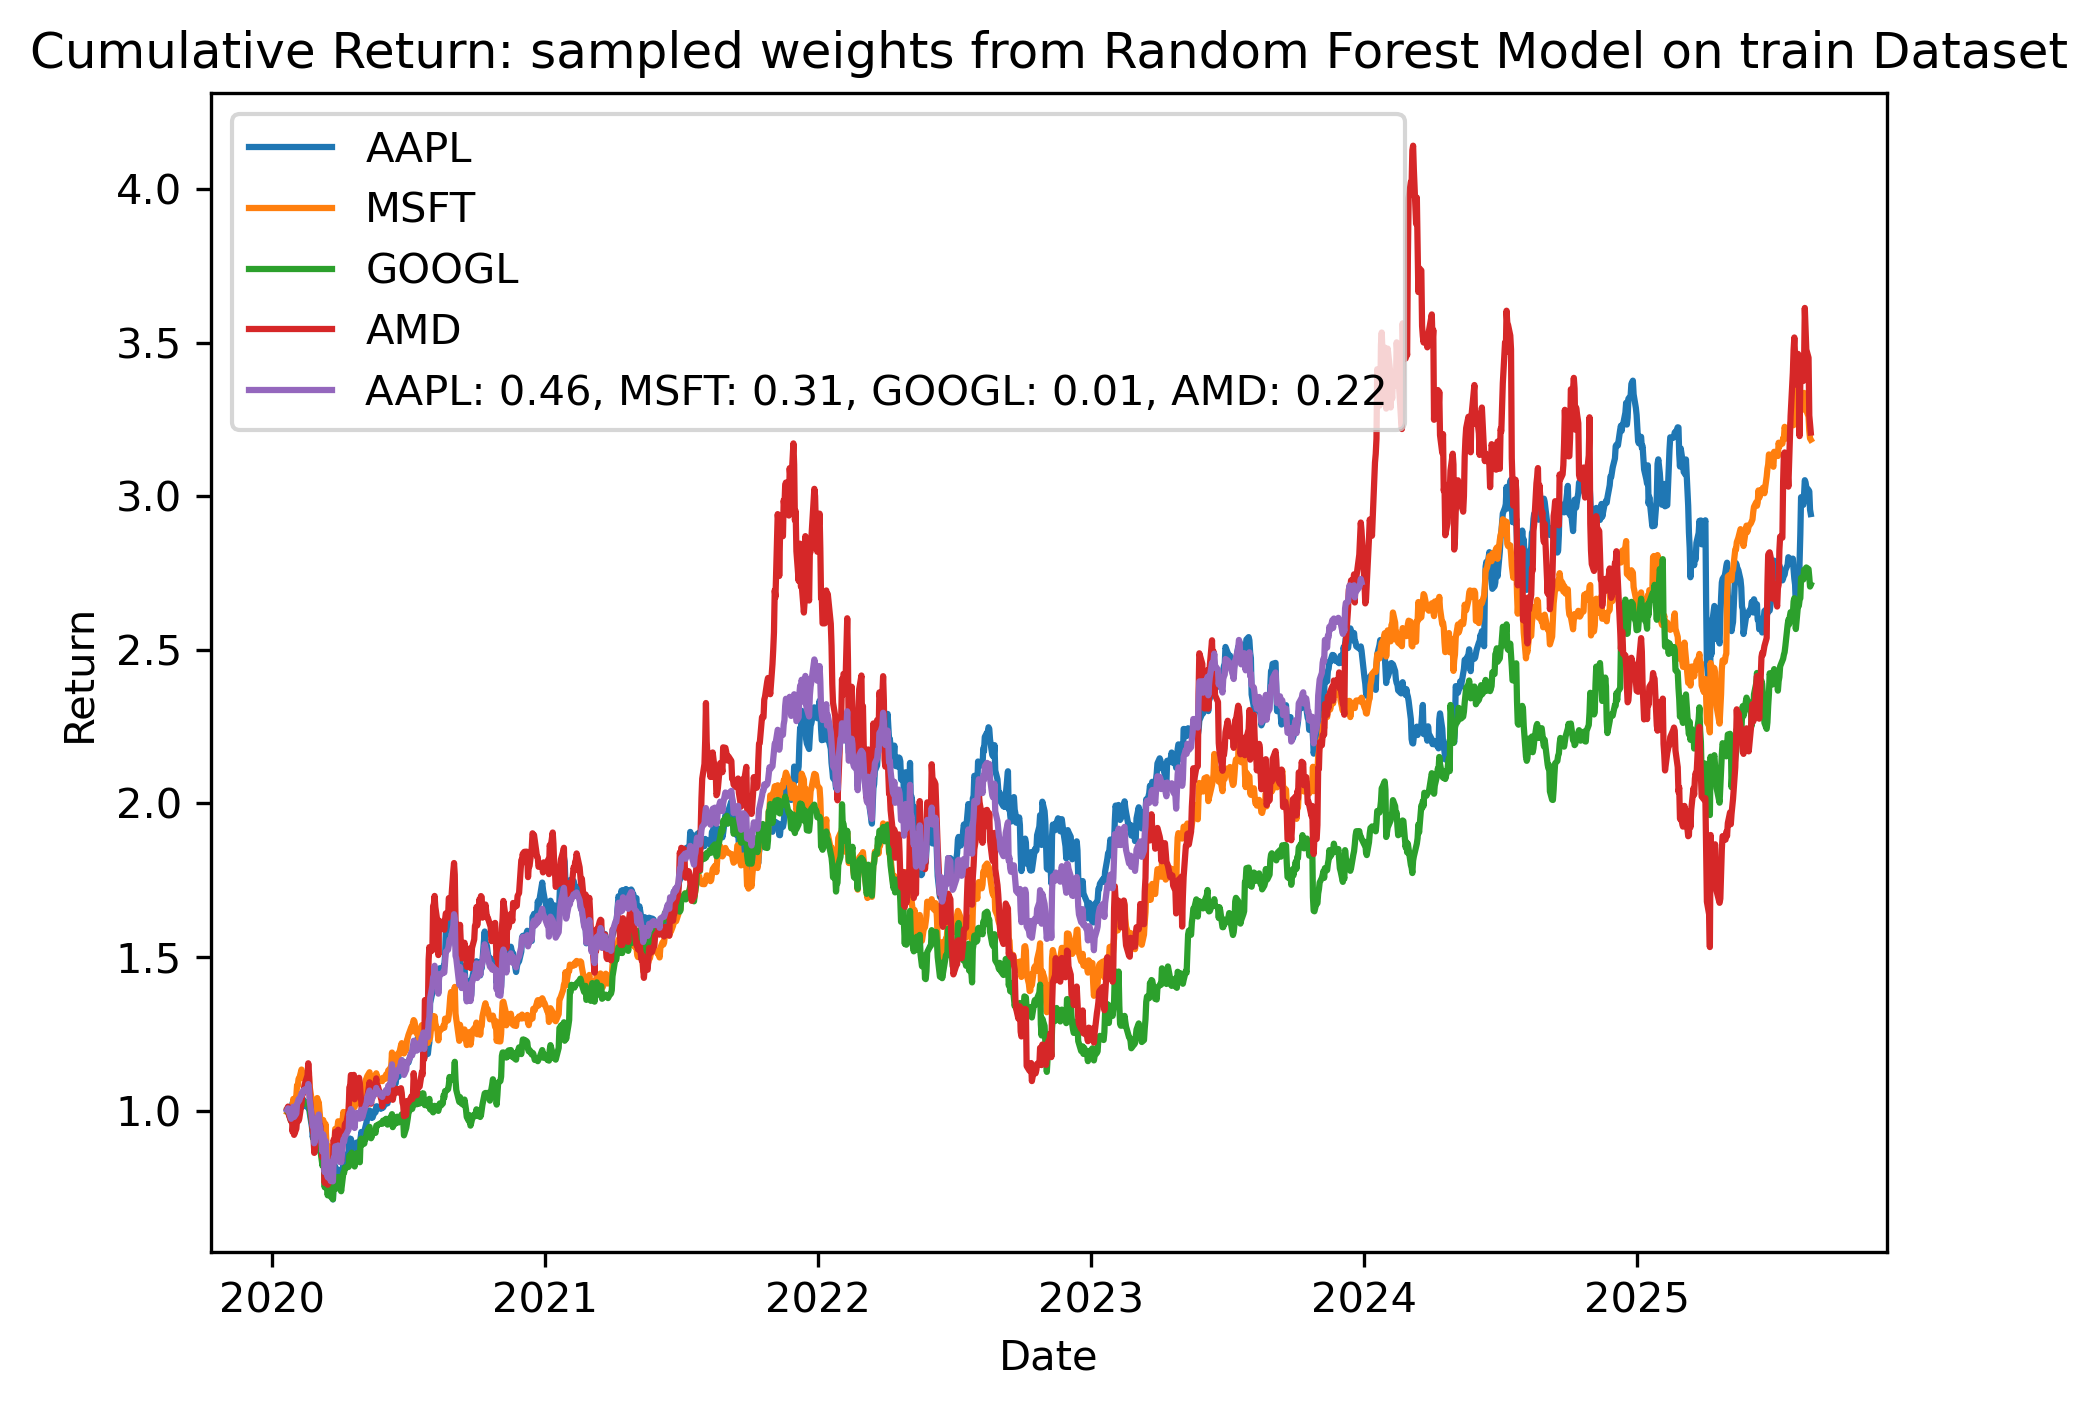 Cumulative Return: sampled weights from Random Forest Model on train Dataset
AAPL
MSFT
GOOGL
AMD
AAPL: 0.46, MSFT: 0.31, GOOGL: 0.01, AMD: 0.22
4.0
3.5
3.0
2.5
2.0
1.5
1.0
Return
2020 2021 2022 2023 2024 2025
Date